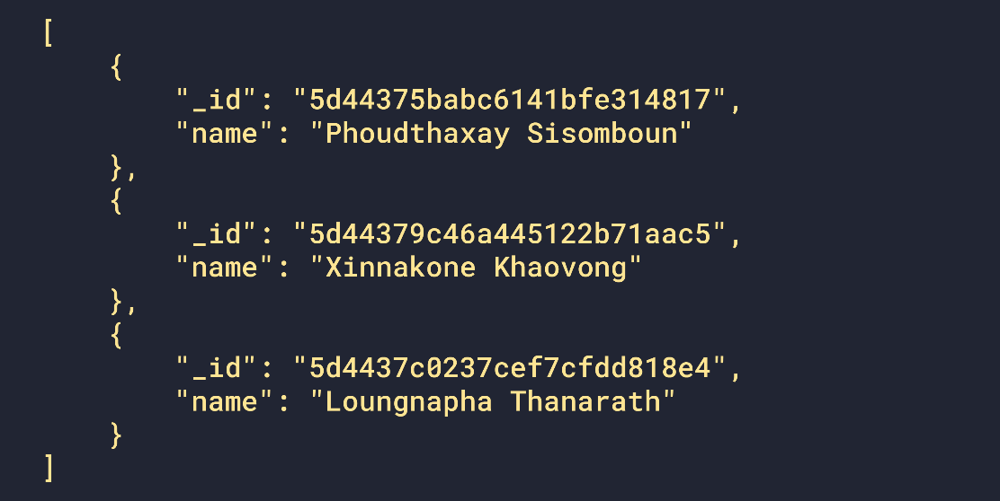 [
    {
        "_id": "5d44375babc6141bfe314817",
        "name": "Phoudthaxay Sisomboun"
    },
    {
        "_id": "5d44379c46a445122b71aac5",
        "name": "Xinnakone Khaovong"
    },
    {
        "_id": "5d4437c0237cef7cfdd818e4",
        "name": "Loungnapha Thanarath"
    }
]